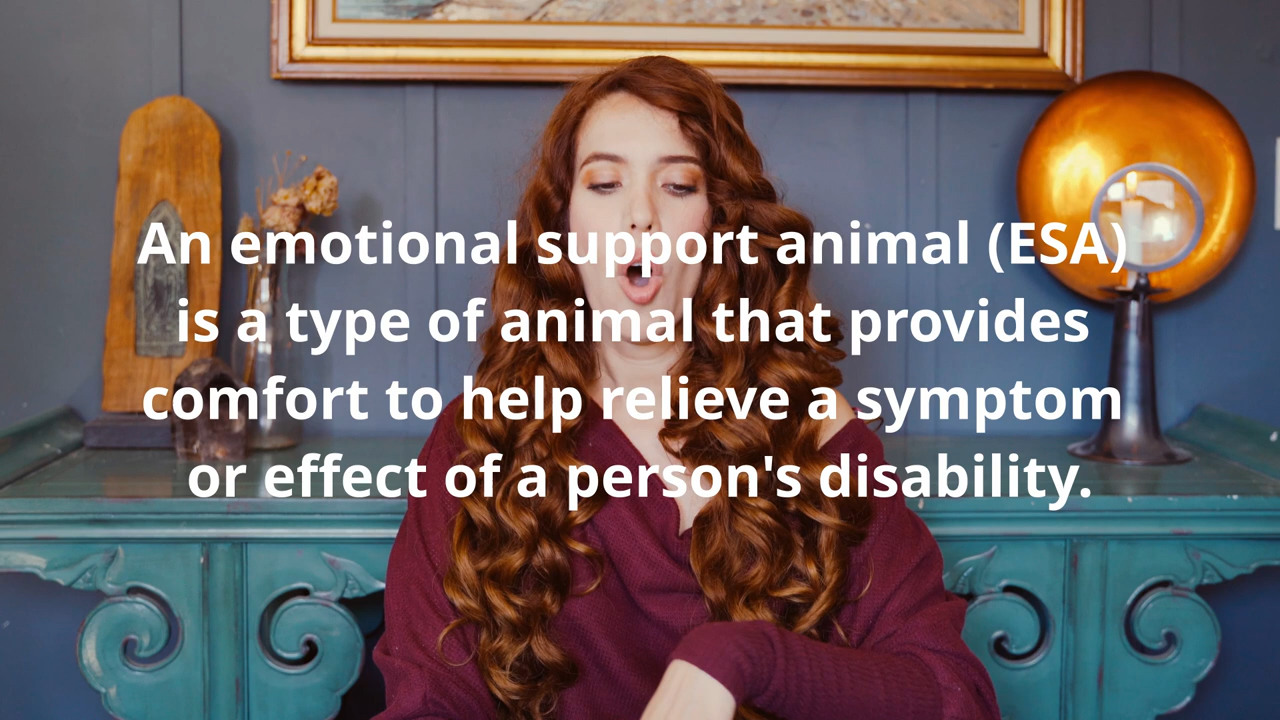 An emotional support animal (ESA)
is a type of animal that provides
comfort to help relieve a symptom
or effect of a person's disability.